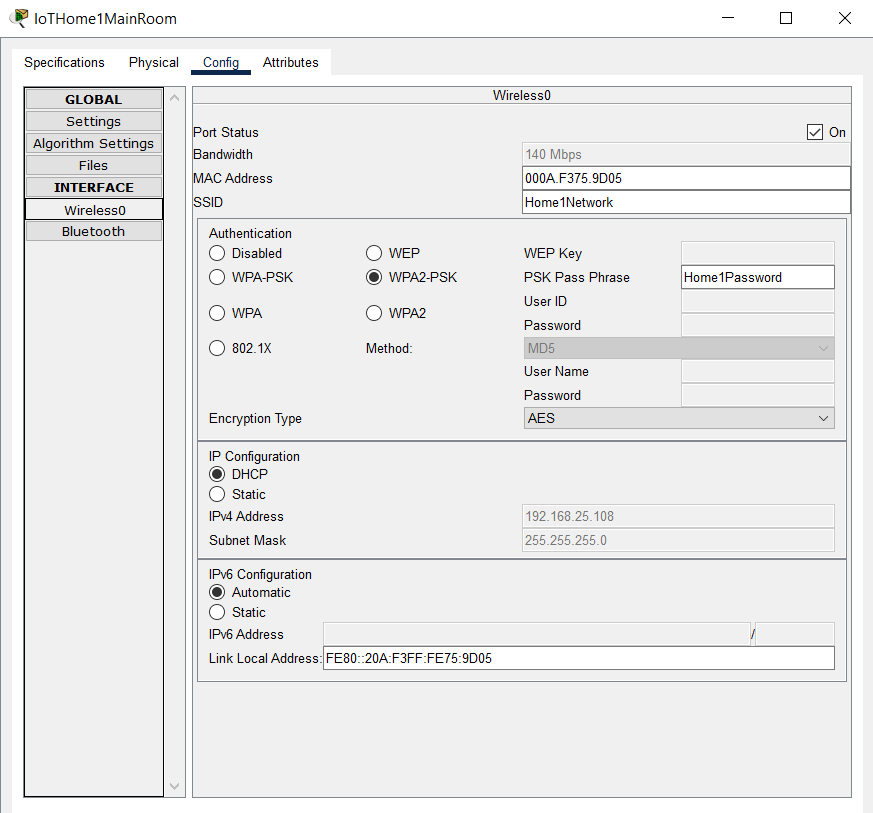 IoTHome1MainRoom
Specifications Physical Config Attributes
GLOBAL
Settings
Algorithm Settings
Files
INTERFACE
Wireless0
Bluetooth
Wireless0
Port Status On
Bandwidth 140 Mbps
MAC Address 000A.F375.9D05
SSID Home1Network
Authentication
Disabled WEP WEP Key
WPA-PSK WPA2-PSK PSK Pass Phrase Home1Password
User ID
WPA WPA2
Password
802.1X Method: MD5
User Name
Password
Encryption Type AES
IP Configuration
DHCP
Static
IPv4 Address 192.168.25.108
Subnet Mask 255.255.255.0
IPv6 Configuration
Automatic
Static
IPv6 Address /
Link Local Address: FE80::20A:F3FF:FE75:9D05